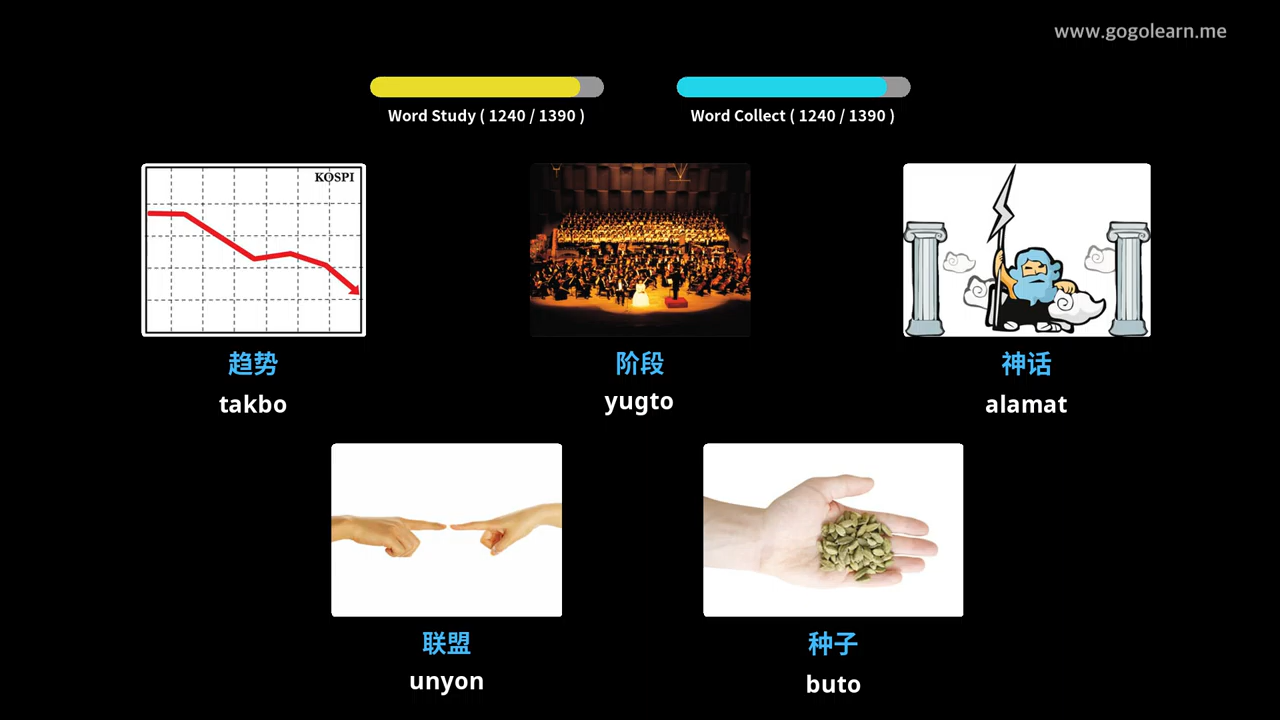 www.gogolearn.me
Word Study ( 1240 / 1390 )
Word Collect ( 1240 / 1390 )
KOSPI
趋势
takbo
阶段
yugto
神话
alamat
联盟
unyon
种子
buto